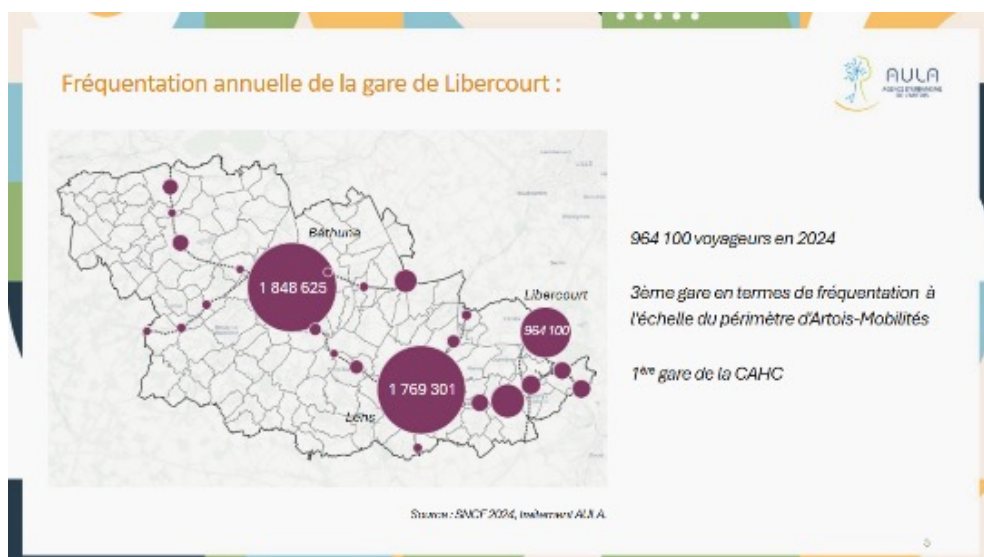 Fréquentation annuelle de la gare de Libercourt :
AULA
Béthune
1 848 625
Libercourt
964 100
1 769 301
Lens
964 100 voyageurs en 2024
3ème gare en termes de fréquentation à
l'échelle du périmètre d'Artois-Mobilités
1ère gare de la CAHC
Source : SNCF 2024, traitement AULA.